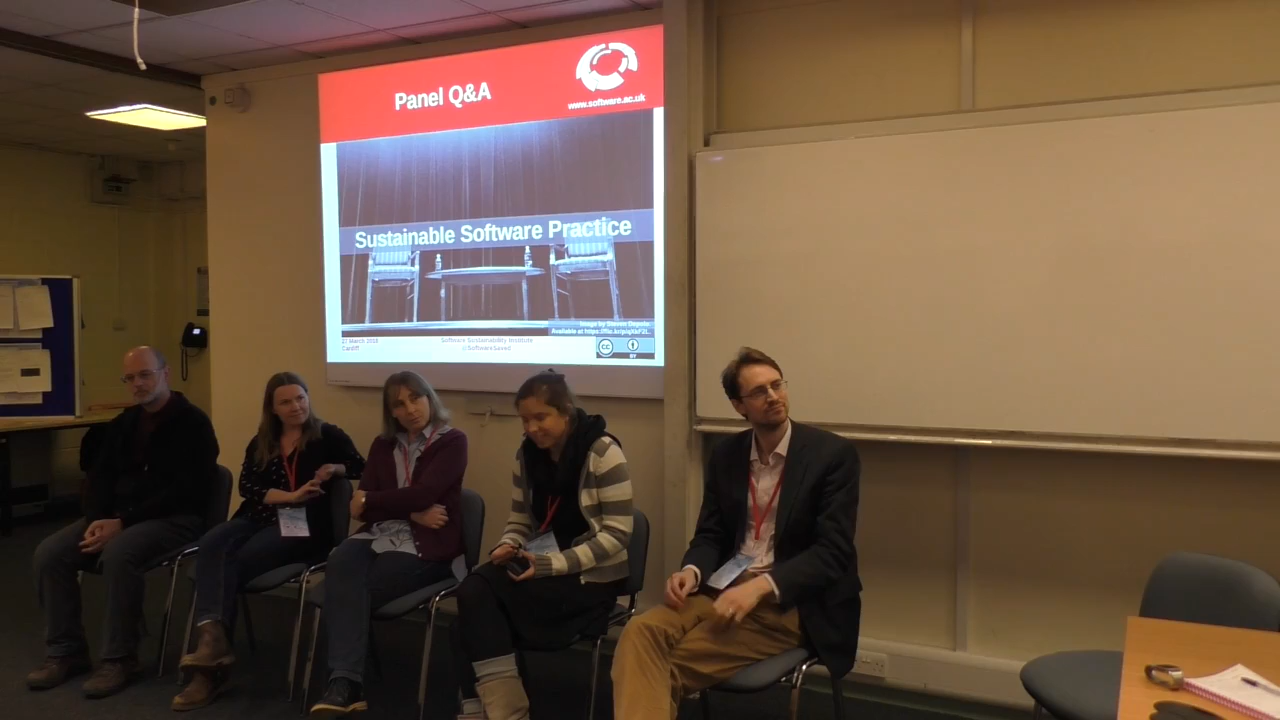 Panel Q&A
www.software.ac.uk
Sustainable Software Practice
Image by Steven Depolo
27 March 2018
Software Sustainability Institute
Cardiff
CC
BY